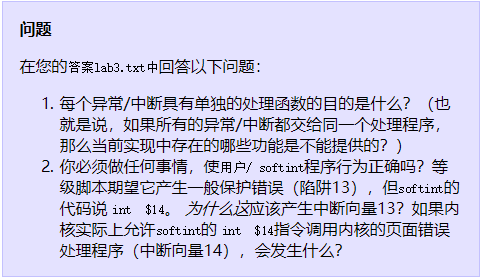 问题
在您的答案lab3.txt中回答以下问题：
1. 每个异常/中断具有单独的处理函数的目的是什么？（也
就是说，如果所有的异常/中断都交给同一个处理程序，
那么当前实现中存在的哪些功能是不能提供的？）
2. 你必须做任何事情，使用户/ softint程序行为正确吗？等
级脚本期望它产生一般保护错误（陷阱13），但softint的
代码说 int $14。 为什么这应该产生中断向量13？如果内
核实际上允许softint的 int $14指令调用内核的页面错误
处理程序（中断向量14），会发生什么？